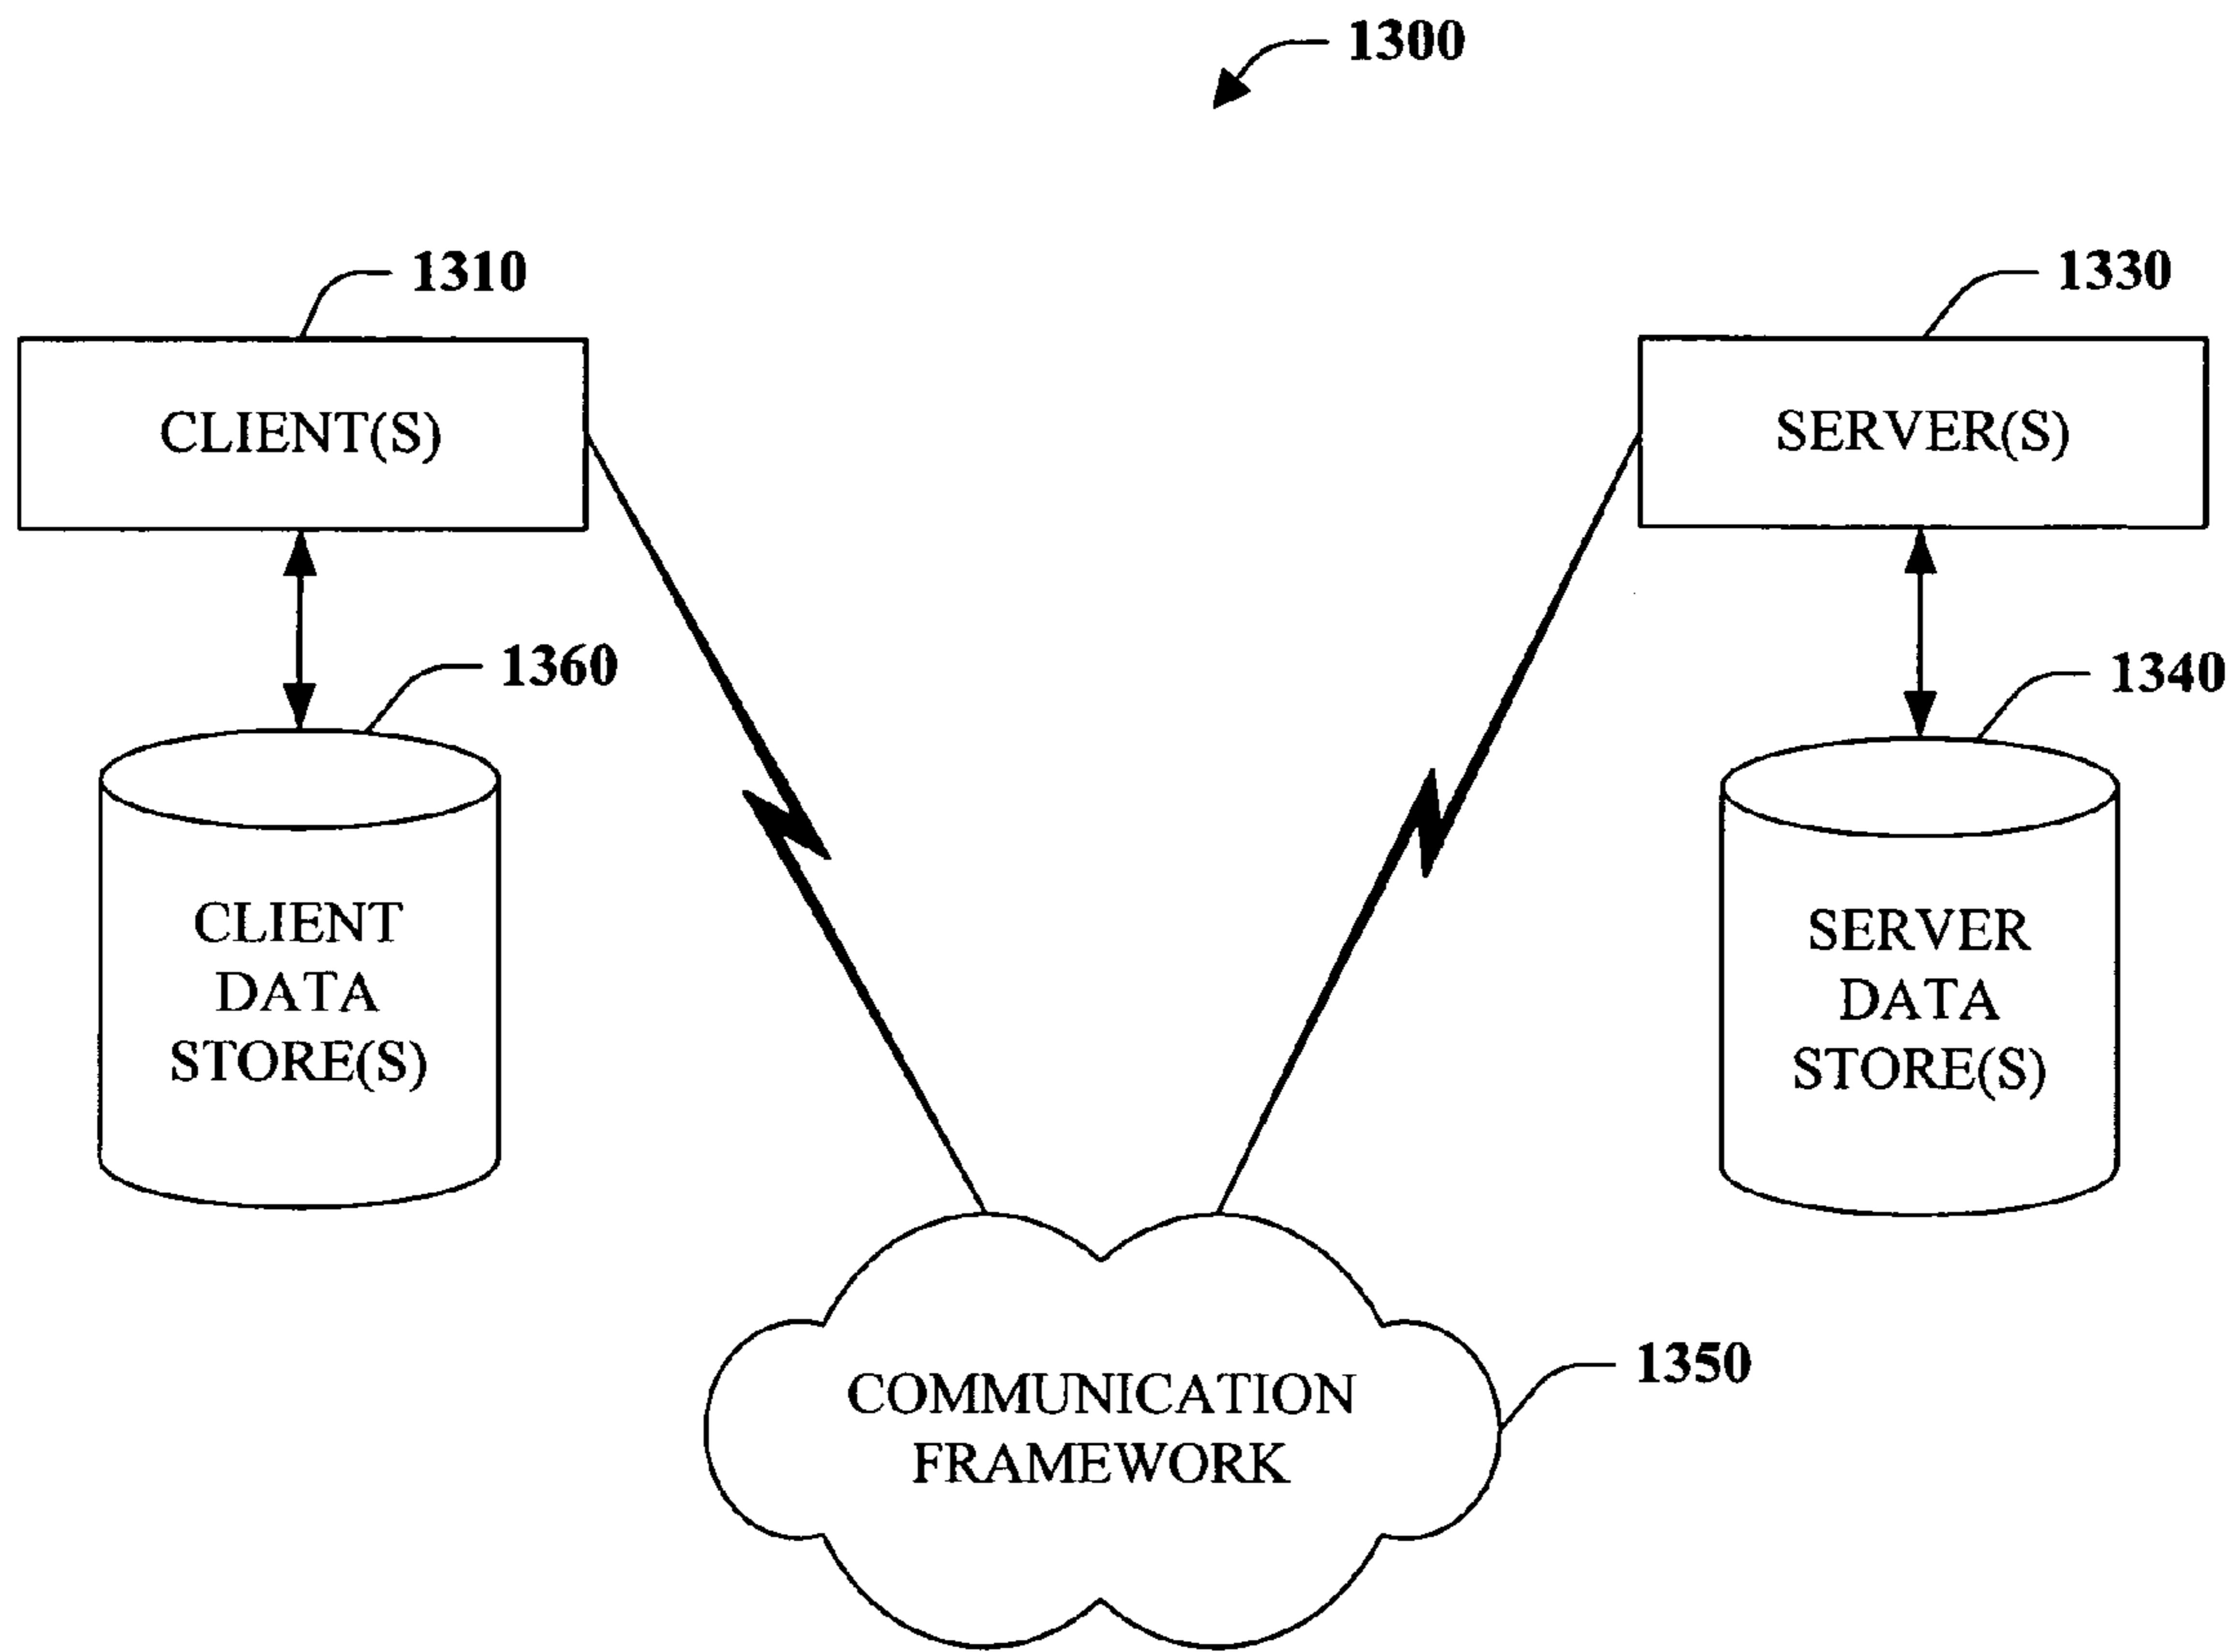 1300
1310
1330
CLIENT(S)
SERVER(S)
1360
1340
CLIENT
DATA
STORE(S)
SERVER
DATA
STORE(S)
1350
COMMUNICATION
FRAMEWORK